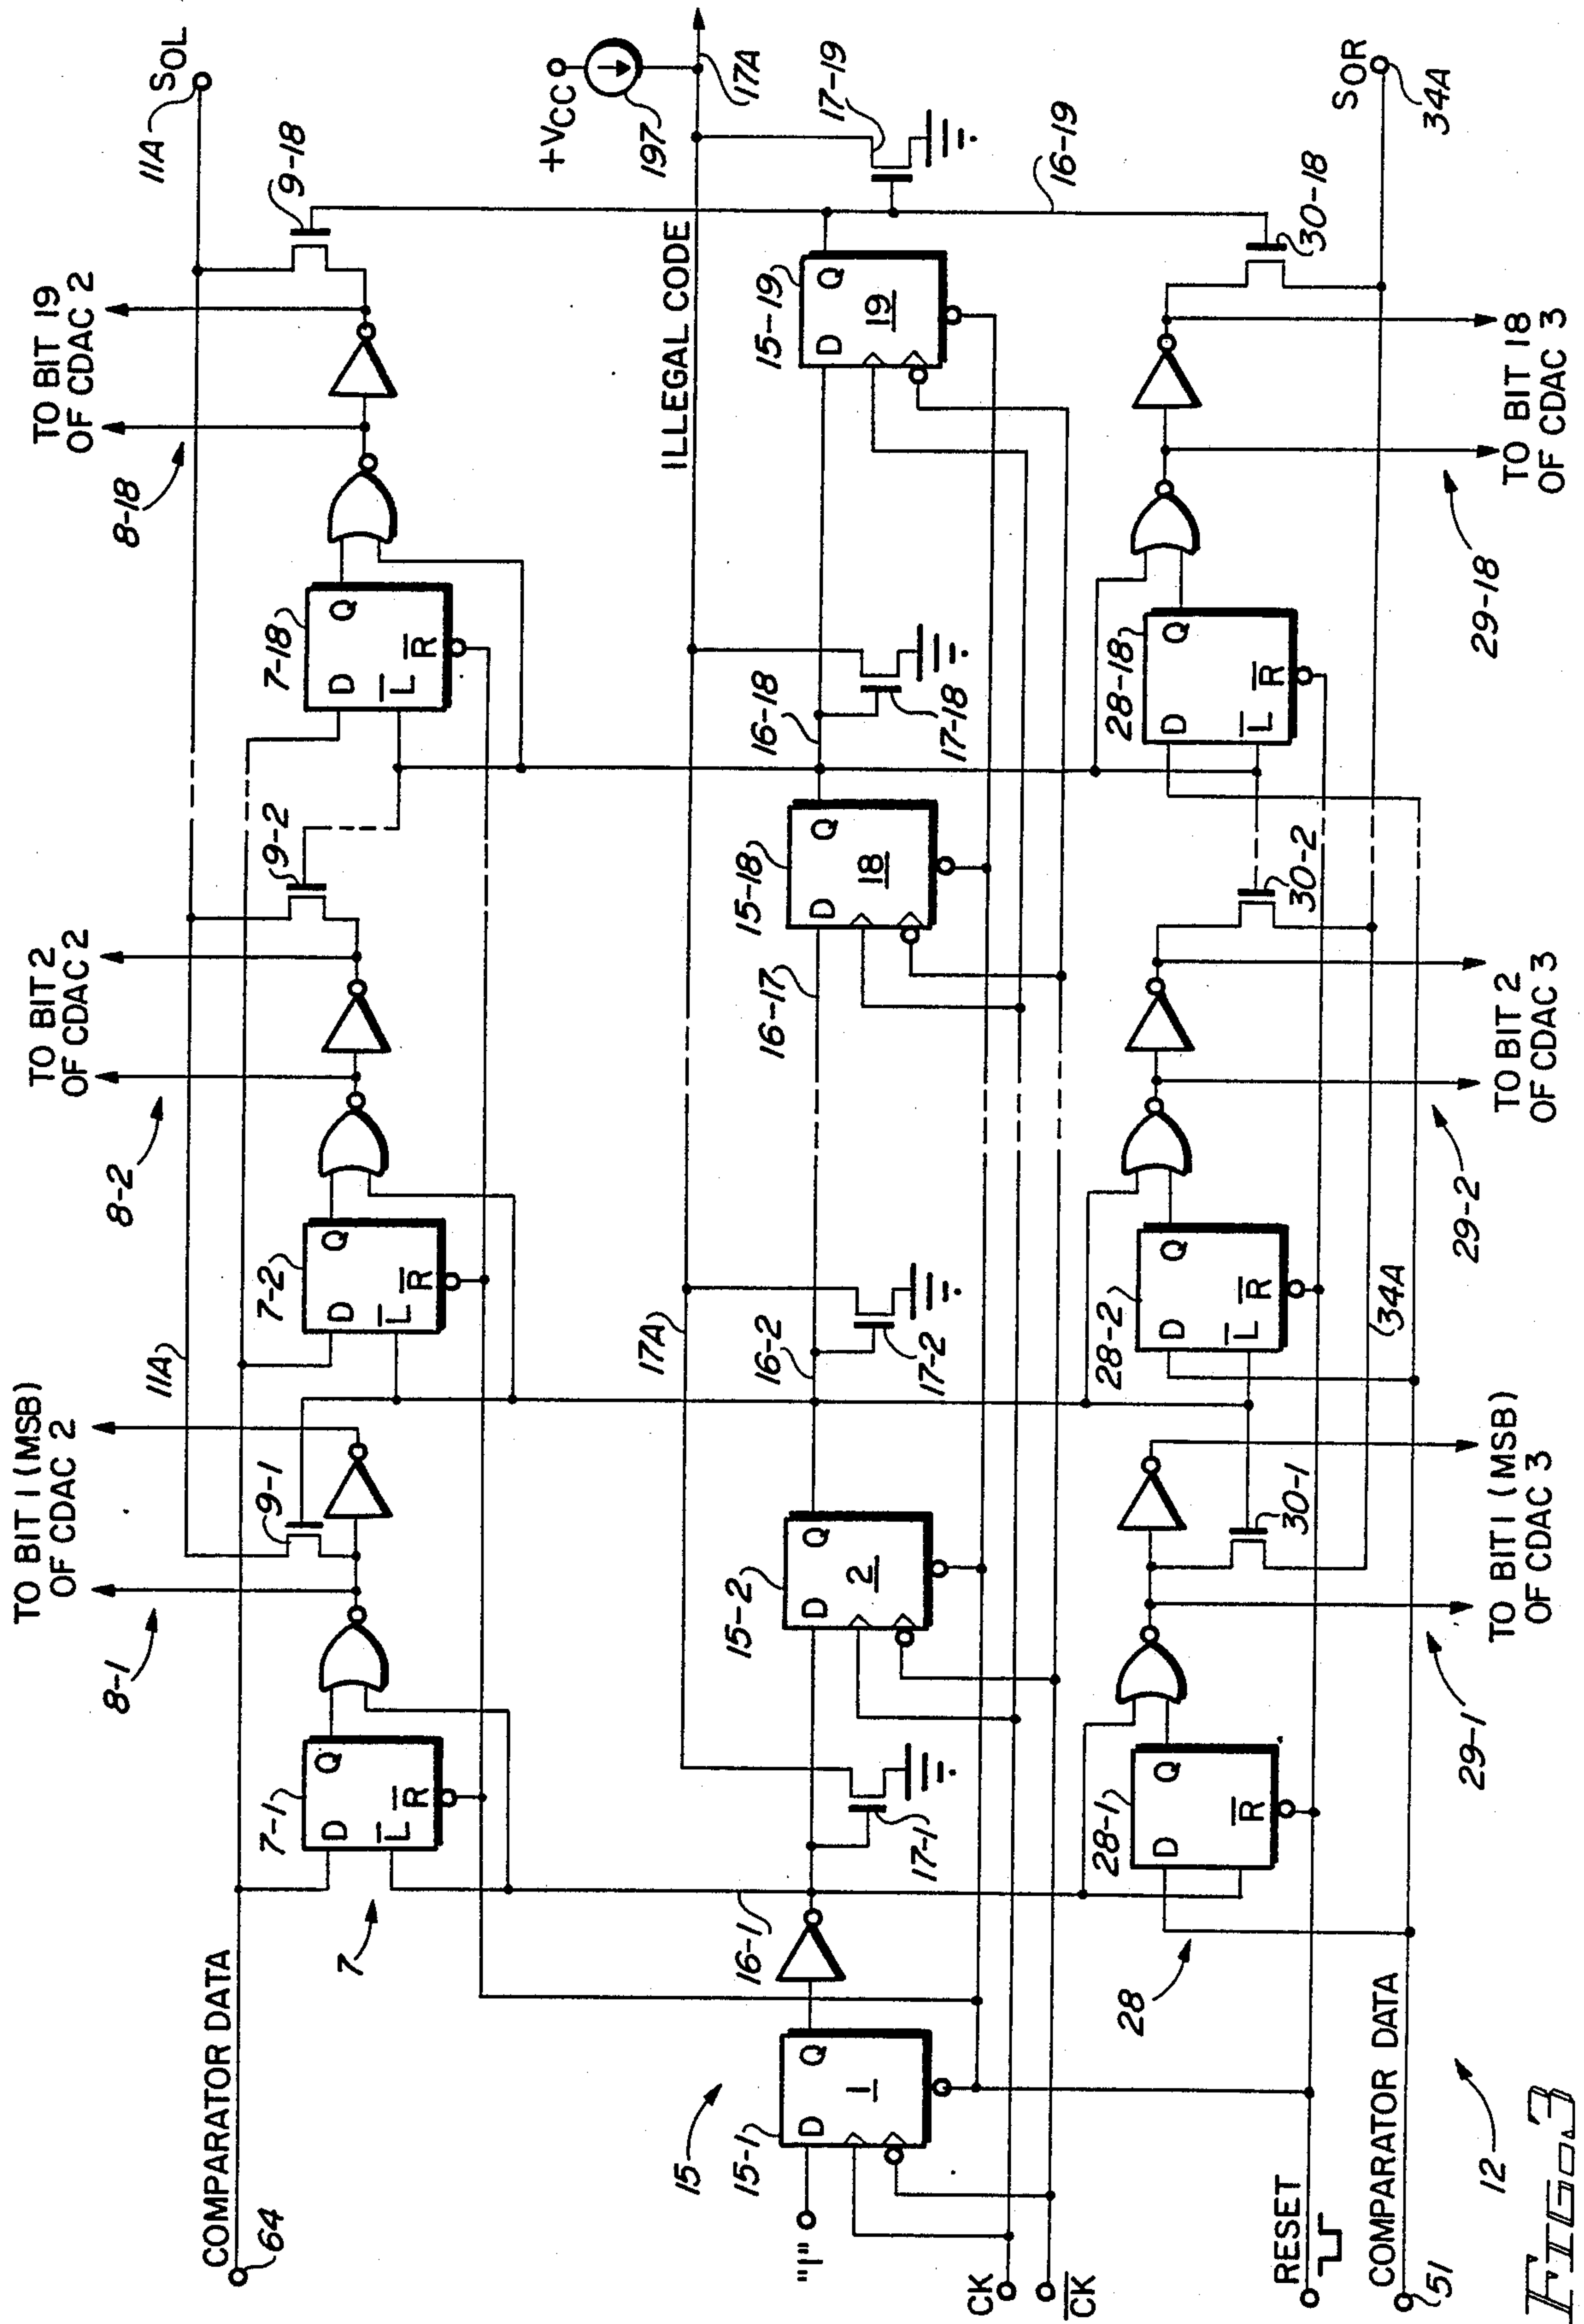 11A
SOL
TO BIT 1 (MSB)
OF CDAC 2
TO BIT 2
OF CDAC 2
TO BIT 19
OF CDAC 2
8-1
8-2
8-18
11A
9-1
9-2
9-18
COMPARATOR DATA
64
7
7-1
D
Q
L
R
7-2
D
Q
L
R
7-18
D
Q
L
R
+VCC
197
ILLEGAL CODE
17A
17A
15
15-1
D
Q
1
"1"
16-1
17-1
15-2
D
Q
2
16-2
17-2
16-17
15-18
D
Q
18
16-18
17-18
15-19
D
Q
19
17-19
16-19
CK
CK
RESET
COMPARATOR DATA
51
28
28-1
D
Q
R
28-2
D
Q
L
R
28-18
D
Q
L
R
30-1
30-2
30-18
34A
SOR
34A
29-1
29-2
29-18
TO BIT 1 (MSB)
OF CDAC 3
TO BIT 2
OF CDAC 3
TO BIT 18
OF CDAC 3
12
FIG. 3